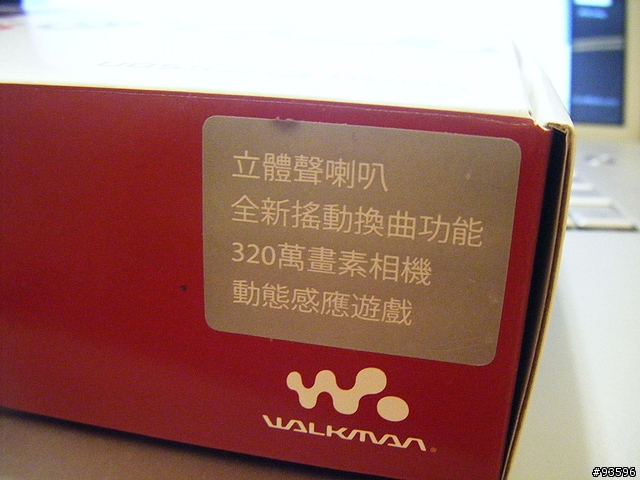 立體聲喇叭
全新搖動換曲功能
320萬畫素相機
動態感應遊戲
WALKMAN
#93596